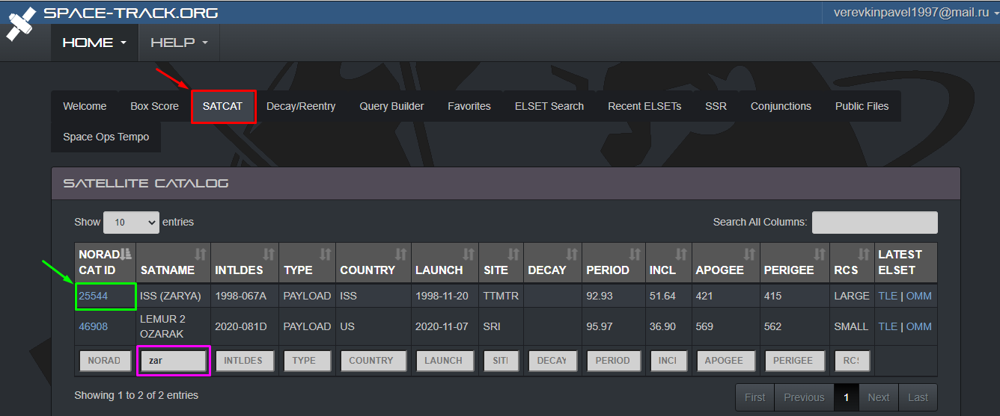 SPACE-TRACK.ORG
verevkinpavel1997@mail.ru
HOME HELP
Welcome Box Score SATCAT Decay/Reentry Query Builder Favorites ELSET Search Recent ELSETs SSR Conjunctions Public Files
Space Ops Tempo
SATELLITE CATALOG
Show 10 entries Search All Columns:
NORAD CAT ID SATNAME INTLDES TYPE COUNTRY LAUNCH SITE DECAY PERIOD INCL APOGEE PERIGEE RCS LATEST ELSET
25544 ISS (ZARYA) 1998-067A PAYLOAD ISS 1998-11-20 TTMTR 92.93 51.64 421 415 LARGE TLE | OMM
46908 LEMUR 2 OZARAK 2020-081D PAYLOAD US 2020-11-07 SRI 95.97 36.90 569 562 SMALL TLE | OMM
NORAD zar INTLDES TYPE COUNTRY LAUNCH SITE DECAY PERIOD INCL APOGEE PERIGEE RCS
Showing 1 to 2 of 2 entries
First Previous 1 Next Last